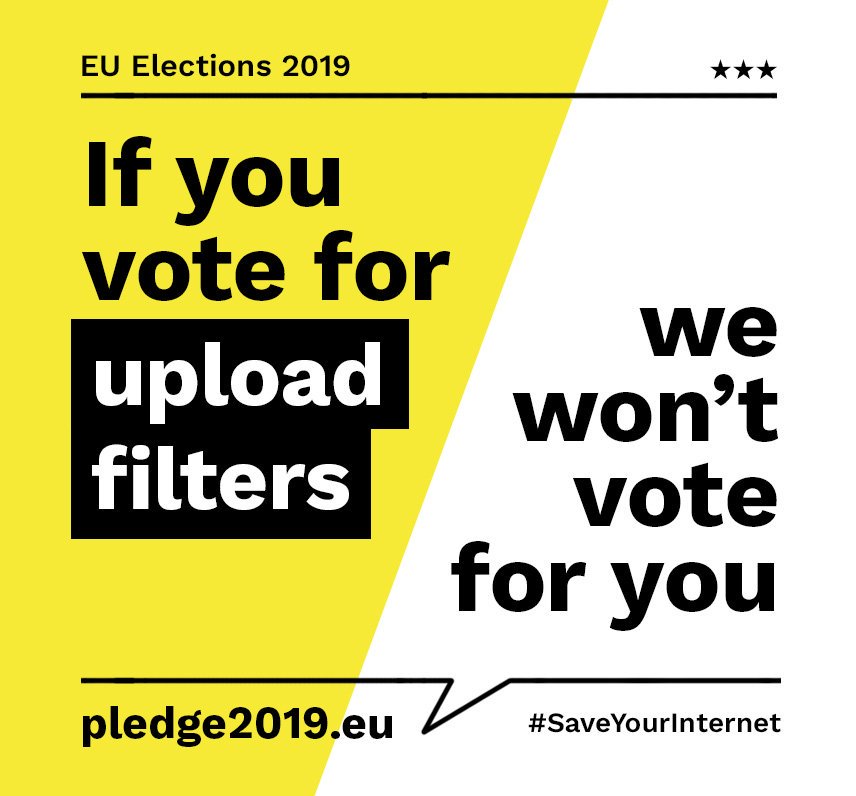 EU Elections 2019
★★★
If you
vote for
upload
filters
we
won’t
vote
for you
pledge2019.eu
#SaveYourInternet